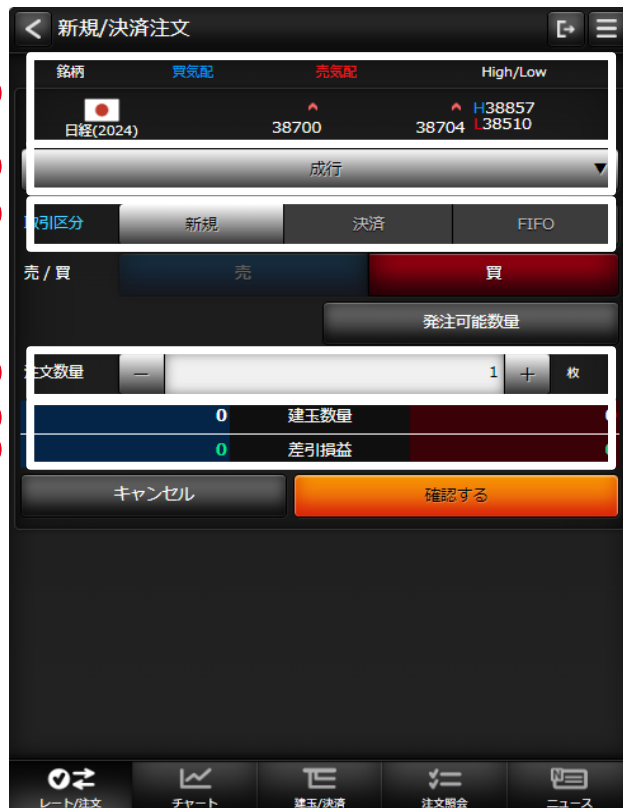 新規/決済注文
銘柄 買気配 売気配 High/Low
日経(2024) 38700 38704 H38857
L38510
成行
取引区分 新規 決済 FIFO
売 / 買 売 買
発注可能数量
注文数量 － 1 ＋ 枚
0 建玉数量 0
0 差引損益 0
キャンセル 確認する
レート/注文 チャート 建玉/決済 注文照会 ニュース